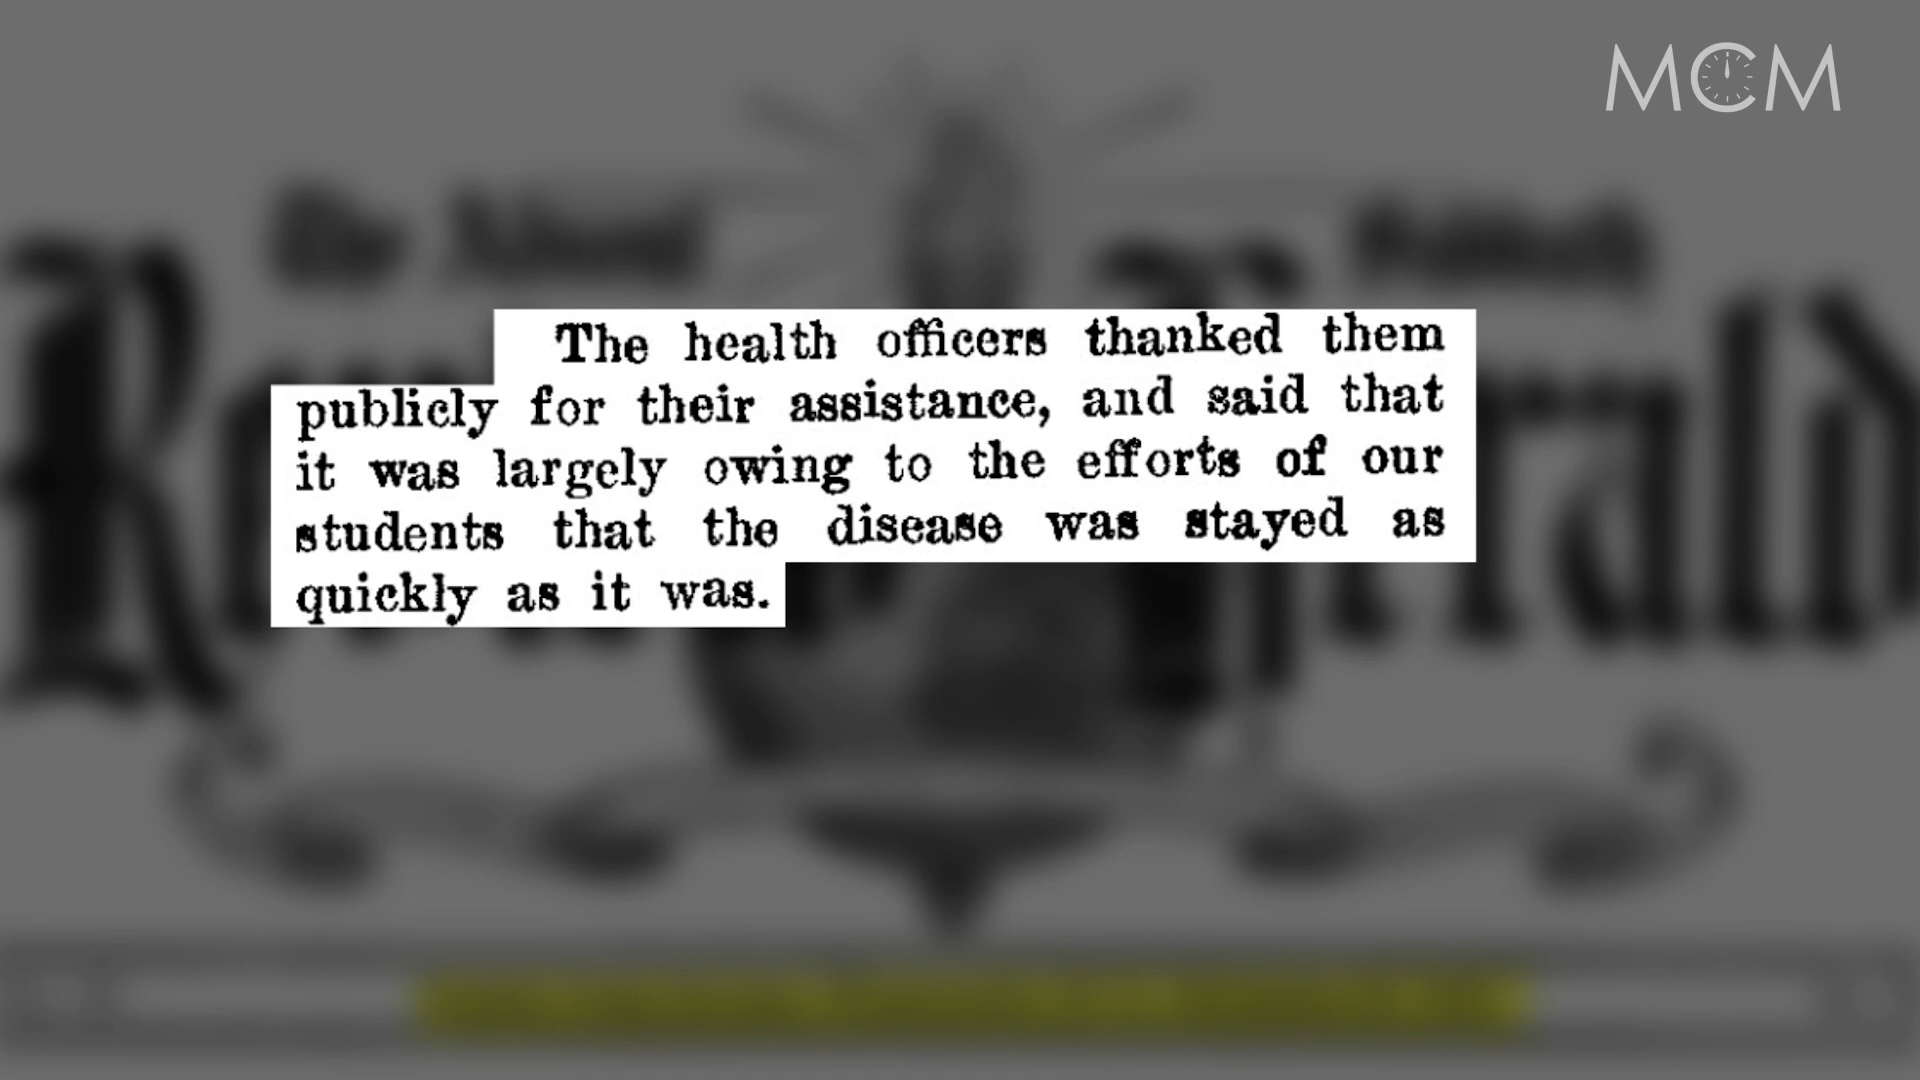 MCM
The health officers thanked them
publicly for their assistance, and said that
it was largely owing to the efforts of our
students that the disease was stayed as
quickly as it was.